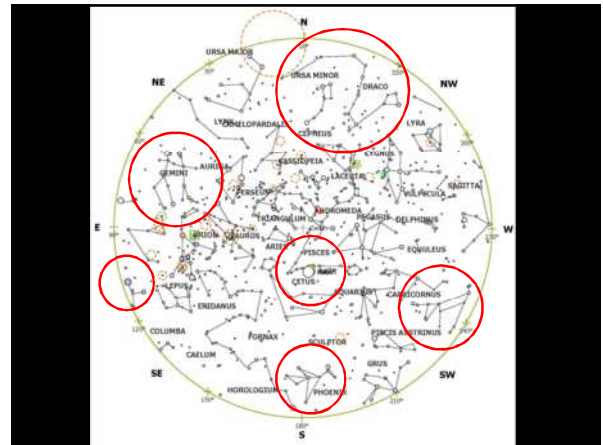 N
URSA MAJOR
NE
URSA MINOR
DRACO
NW
LYNX
CAMELOPARDALIS
CEPHEUS
LYRA
CYGNUS
CASSIOPEIA
AURIGA
GEMINI
LACERTA
PERSEUS
VULPECULA
SAGITTA
ANDROMEDA
TRIANGULUM
PEGASUS
DELPHINUS
E
W
ORION
TAURUS
ARIES
PISCES
EQUULEUS
CETUS
LEPUS
ERIDANUS
AQUARIUS
CAPRICORNUS
COLUMBA
FORNAX
SCULPTOR
PISCIS AUSTRINUS
CAELUM
GRUS
SE
SW
HOROLOGIUM
PHOENIX
180°
S